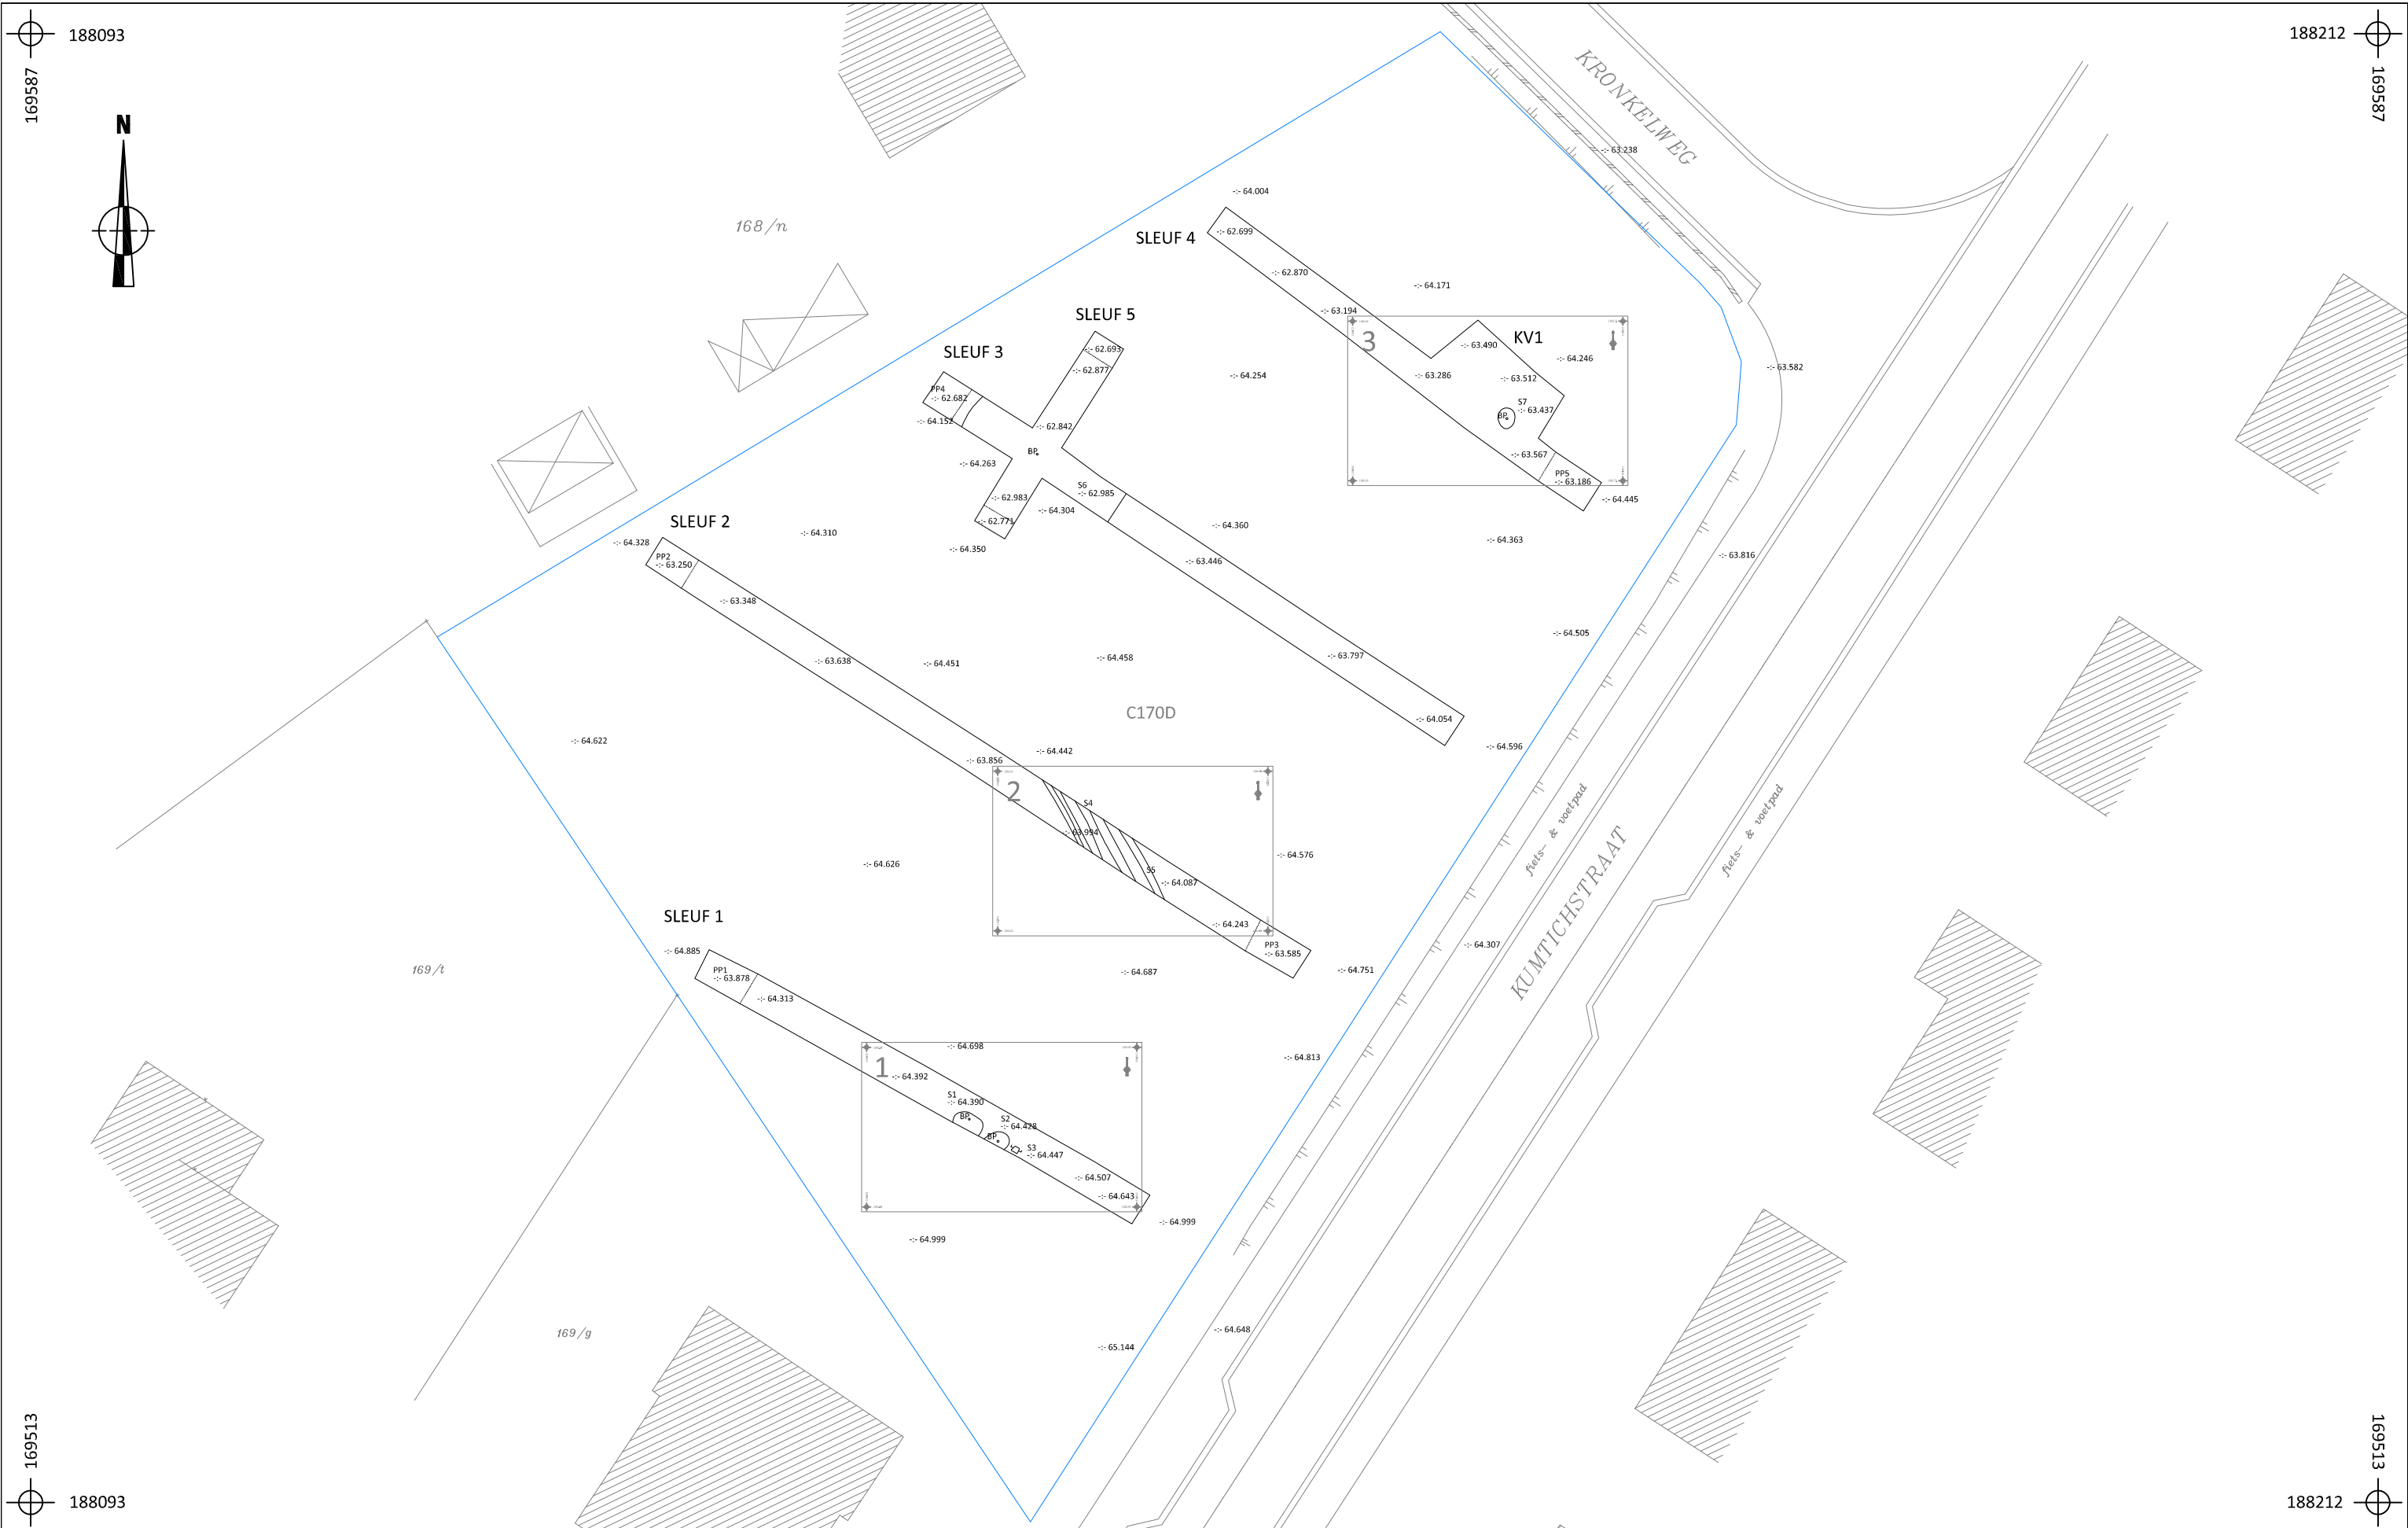 188093
188212
169587
169587
N
KRONKELWEG
-:- 63.238
-:- 64.004
168/n
SLEUF 4
-:- 62.699
-:- 62.870
-:- 64.171
-:- 63.194
SLEUF 5
3
KV1
-:- 63.490
-:- 64.246
-:- 62.693
SLEUF 3
-:- 62.877
-:- 64.254
-:- 63.286
-:- 63.512
-:- 63.582
PP4
-:- 62.682
S7
-:- 63.437
BP
-:- 64.152
-:- 62.842
BP
-:- 64.263
-:- 63.567
PP5
-:- 63.186
S6
-:- 62.985
-:- 62.983
-:- 64.445
-:- 64.304
-:- 62.771
SLEUF 2
-:- 64.360
-:- 64.310
-:- 64.328
-:- 64.350
-:- 64.363
PP2
-:- 63.250
-:- 63.446
-:- 63.816
-:- 63.348
-:- 64.505
-:- 63.638
-:- 64.451
-:- 64.458
-:- 63.797
C170D
-:- 64.054
-:- 64.622
-:- 64.442
-:- 64.596
-:- 63.856
2
S4
-:- 63.994
fiets- & voetpad
fiets- & voetpad
-:- 64.626
-:- 64.576
S5
-:- 64.087
KUMTICHSTRAAT
SLEUF 1
-:- 64.243
-:- 64.885
PP3
-:- 63.585
-:- 64.307
169/t
PP1
-:- 63.878
-:- 64.687
-:- 64.751
-:- 64.313
-:- 64.698
-:- 64.813
1
-:- 64.392
S1
-:- 64.390
BP
S2
-:- 64.428
BP
S3
-:- 64.447
-:- 64.507
-:- 64.643
-:- 64.999
-:- 64.999
169/g
-:- 64.648
-:- 65.144
169513
169513
188093
188212